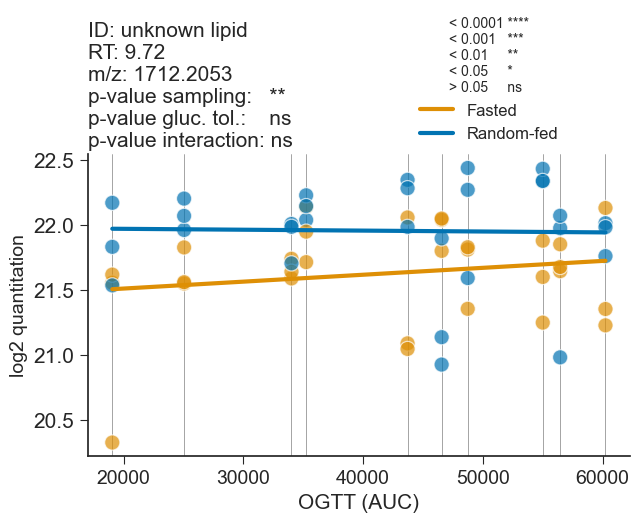 ID: unknown lipid
RT: 9.72
m/z: 1712.2053
p-value sampling: **
p-value gluc. tol.: ns
p-value interaction: ns
< 0.0001 ****
< 0.001 ***
< 0.01 **
< 0.05 *
> 0.05 ns
Fasted
Random-fed
22.5
22.0
21.5
21.0
20.5
log2 quantitation
20000
30000
40000
50000
60000
OGTT (AUC)